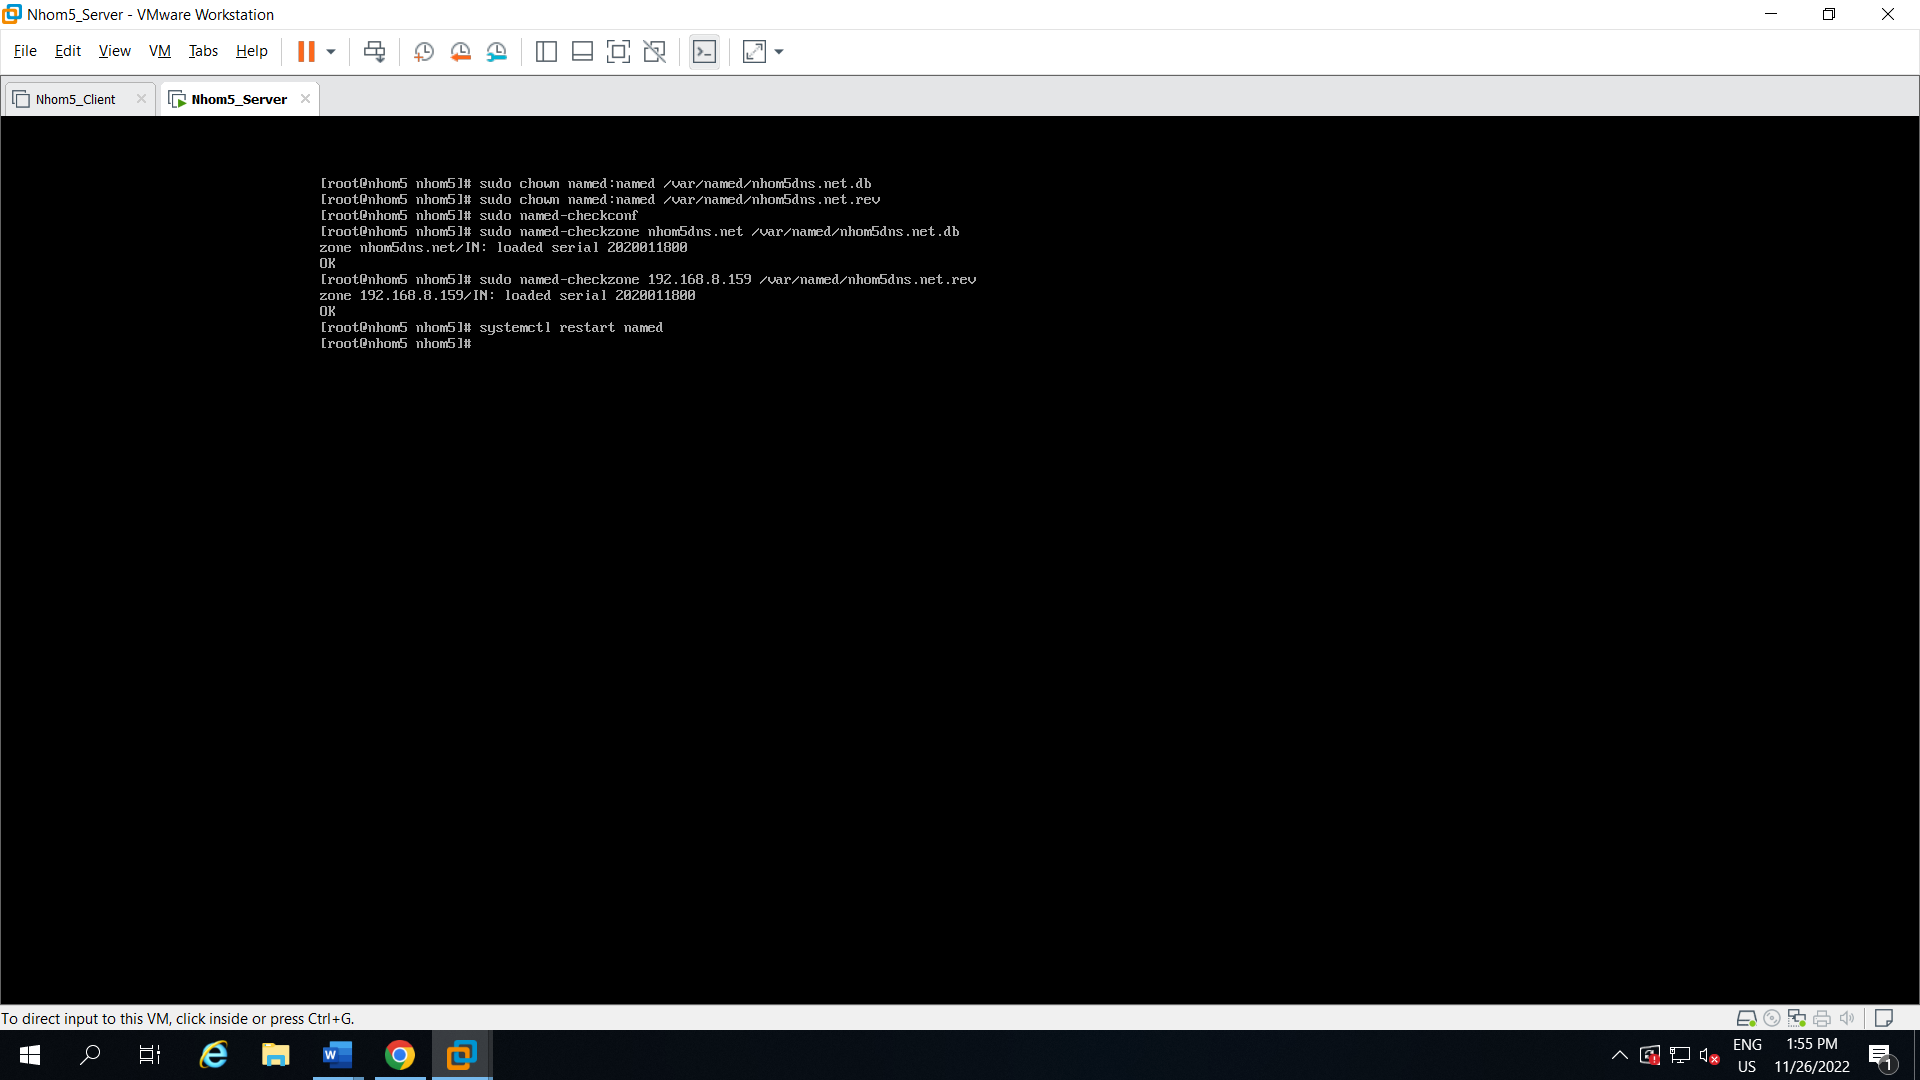 Nhom5_Server - VMware Workstation
File Edit View VM Tabs Help
Nhom5_Client Nhom5_Server
[root@nhom5 nhom5]# sudo chown named:named /var/named/nhom5dns.net.db
[root@nhom5 nhom5]# sudo chown named:named /var/named/nhom5dns.net.rev
[root@nhom5 nhom5]# sudo named-checkconf
[root@nhom5 nhom5]# sudo named-checkzone nhom5dns.net /var/named/nhom5dns.net.db
zone nhom5dns.net/IN: loaded serial 2020011800
OK
[root@nhom5 nhom5]# sudo named-checkzone 192.168.8.159 /var/named/nhom5dns.net.rev
zone 192.168.8.159/IN: loaded serial 2020011800
OK
[root@nhom5 nhom5]# systemctl restart named
[root@nhom5 nhom5]#
To direct input to this VM, click inside or press Ctrl+G.
ENG 1:55 PM
US 11/26/2022
1